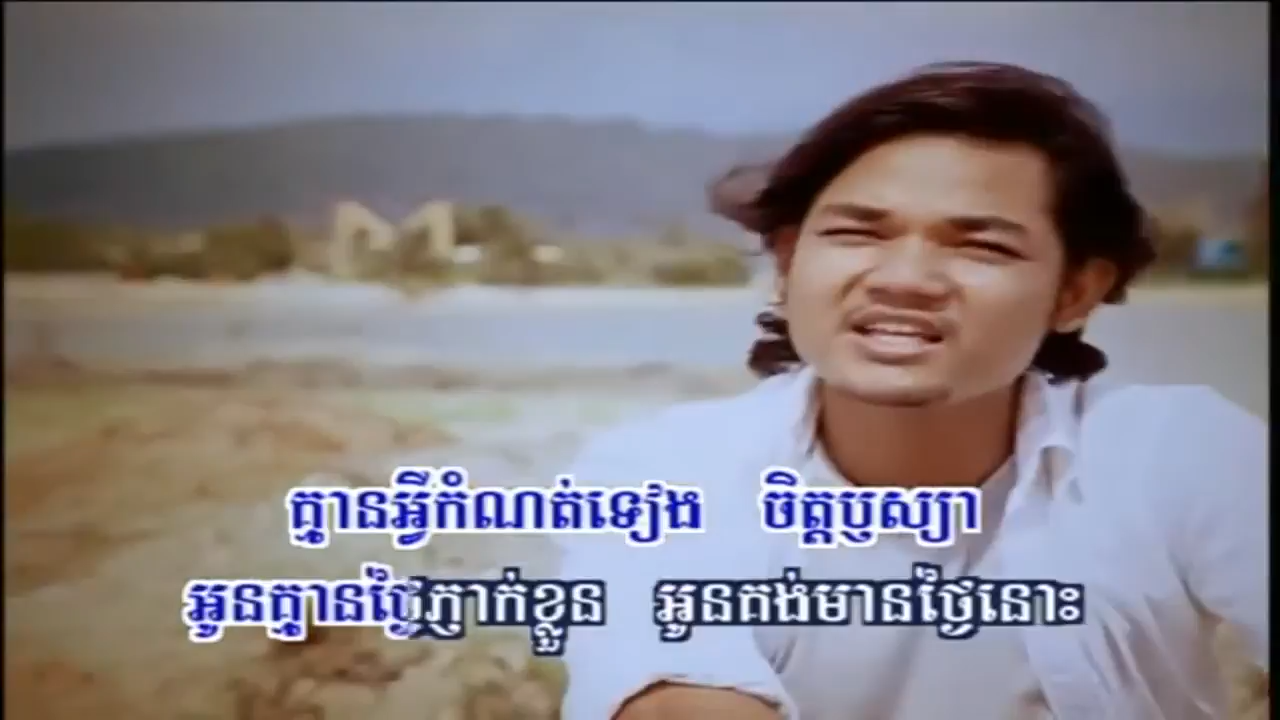 គ្មានអ្វីកំណត់ទៀង ចិត្តឫស្យា
អូនគ្មានថ្ងៃភ្ញាក់ខ្លួន អូនគង់មានថ្ងៃនោះ